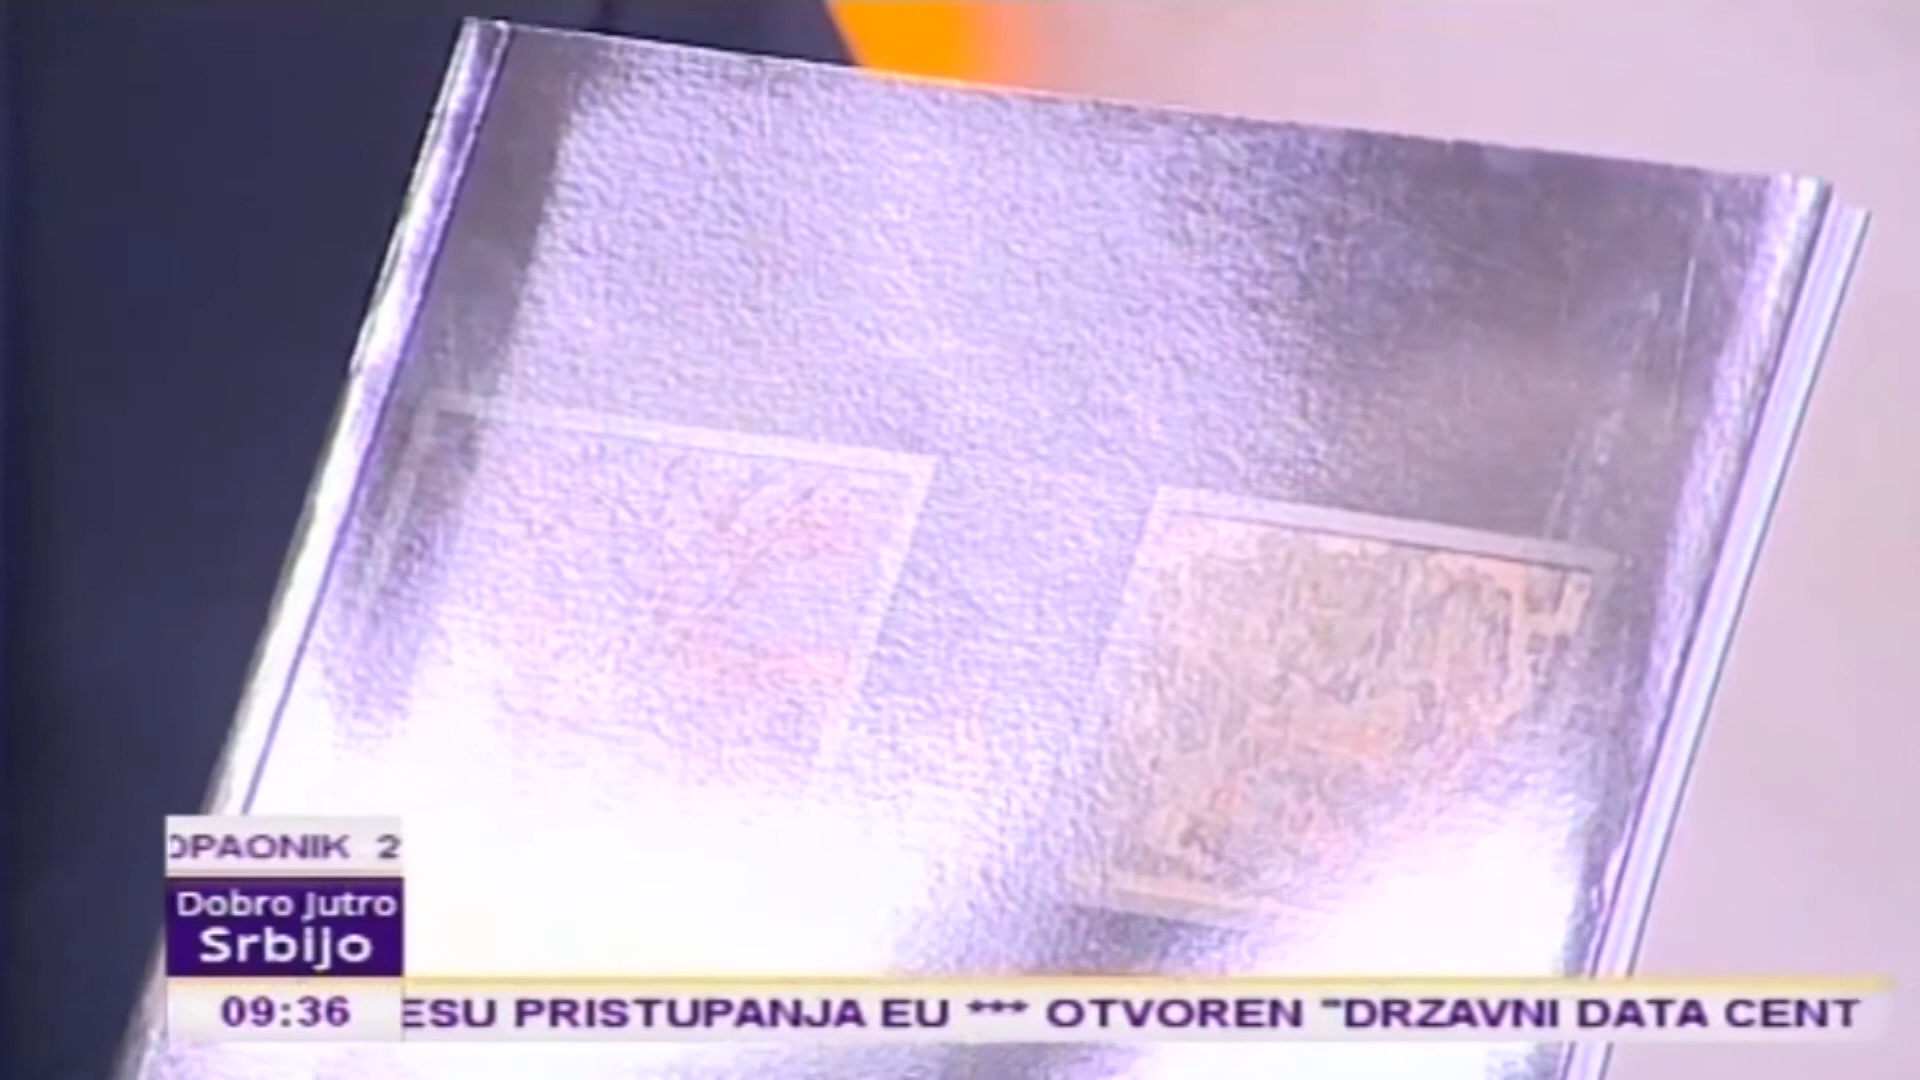 OPAONIK 2
Dobro Jutro
Srbijo
09:36
ESU PRISTUPANJA EU *** OTVOREN "DRZAVNI DATA CENT